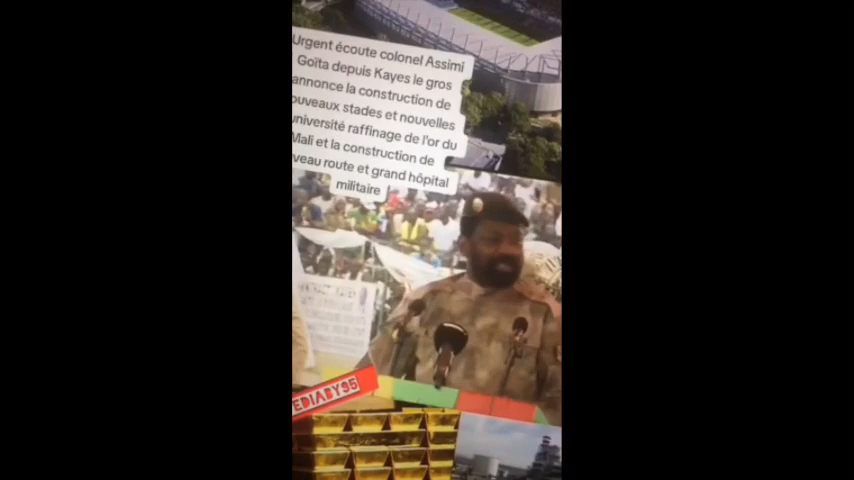 Urgent écoute colonel Assimi
Goïta depuis Kayes le gros
annonce la construction de
ouveaux stades et nouvelles
université raffinage de l'or du
Mali et la construction de
veau route et grand hôpital
militaire
EDIABY95